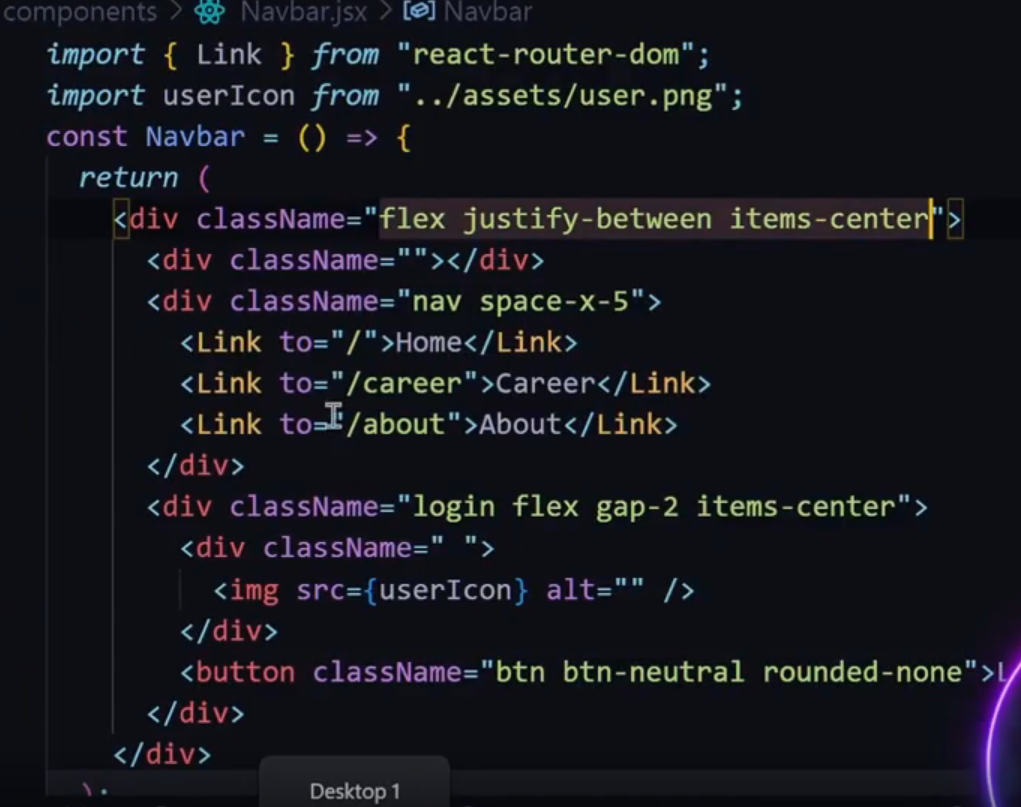 components > Navbar.jsx > Navbar
import { Link } from "react-router-dom";
import userIcon from "../assets/user.png";
const Navbar = () => {
return (
<div className="flex justify-between items-center">
<div className=""></div>
<div className="nav space-x-5">
<Link to="/">Home</Link>
<Link to="/career">Career</Link>
<Link to="/about">About</Link>
</div>
<div className="login flex gap-2 items-center">
<div className=" ">
<img src={userIcon} alt="" />
</div>
<button className="btn btn-neutral rounded-none">L
</div>
</div>
);
Desktop 1